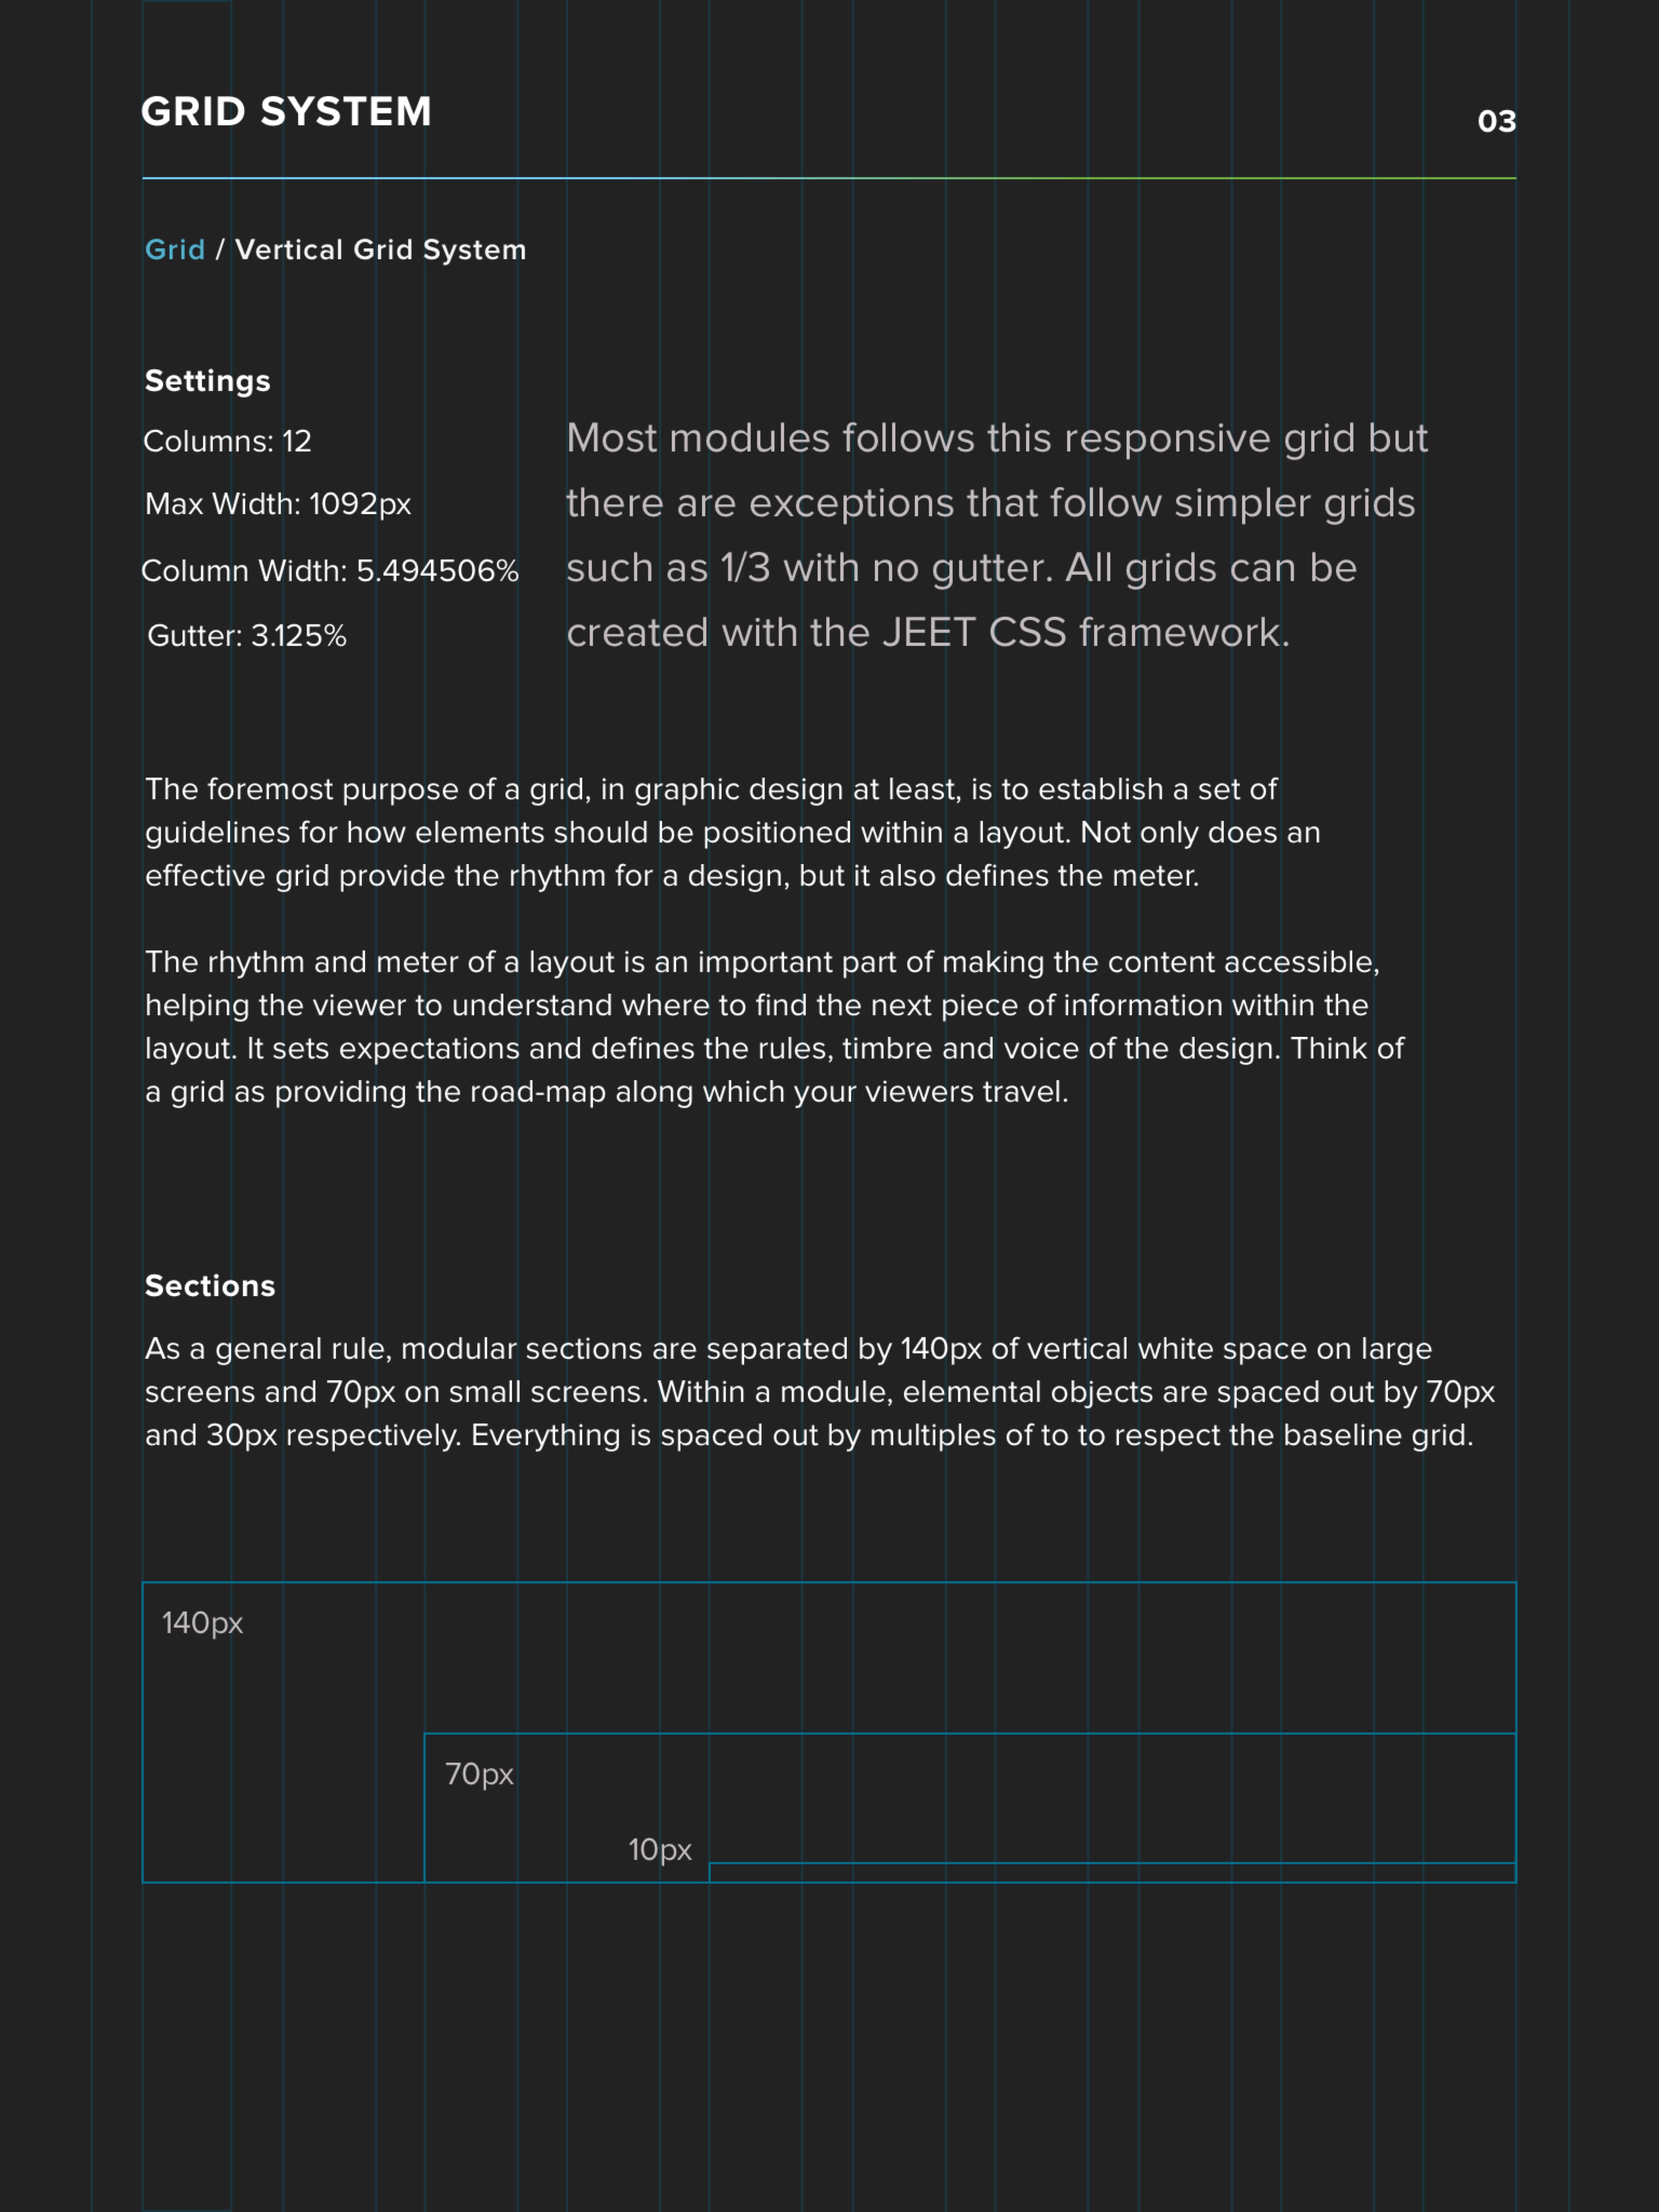 GRID SYSTEM
03
Grid / Vertical Grid System
Settings
Columns: 12
Max Width: 1092px
Column Width: 5.494506%
Gutter: 3.125%
Most modules follows this responsive grid but
there are exceptions that follow simpler grids
such as 1/3 with no gutter. All grids can be
created with the JEET CSS framework.
The foremost purpose of a grid, in graphic design at least, is to establish a set of
guidelines for how elements should be positioned within a layout. Not only does an
effective grid provide the rhythm for a design, but it also defines the meter.
The rhythm and meter of a layout is an important part of making the content accessible,
helping the viewer to understand where to find the next piece of information within the
layout. It sets expectations and defines the rules, timbre and voice of the design. Think of
a grid as providing the road-map along which your viewers travel.
Sections
As a general rule, modular sections are separated by 140px of vertical white space on large
screens and 70px on small screens. Within a module, elemental objects are spaced out by 70px
and 30px respectively. Everything is spaced out by multiples of to to respect the baseline grid.
140px
70px
10px